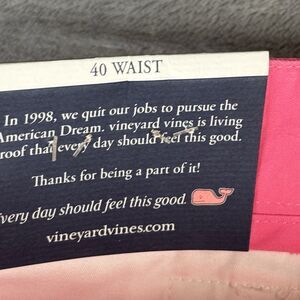 40 WAIST
In 1998, we quit our jobs to pursue the
American Dream. vineyard vines is living
roof that every day should feel this good.
Thanks for being a part of it!
Every day should feel this good.
vineyardvines.com